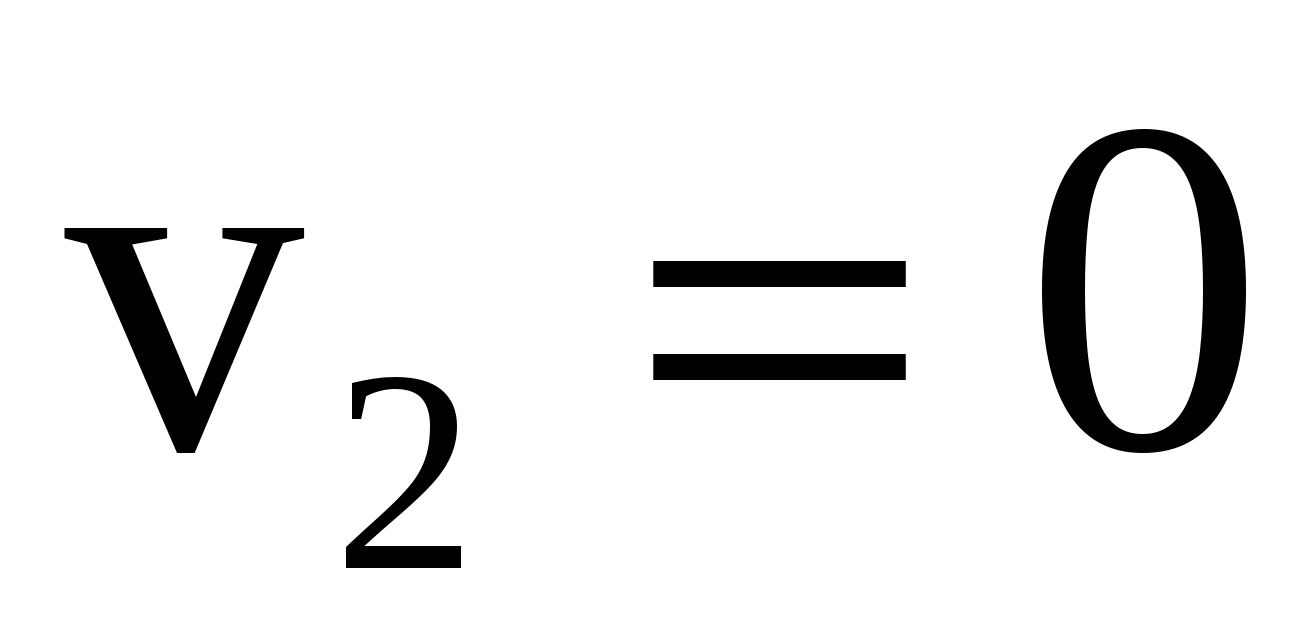 v₂ = 0